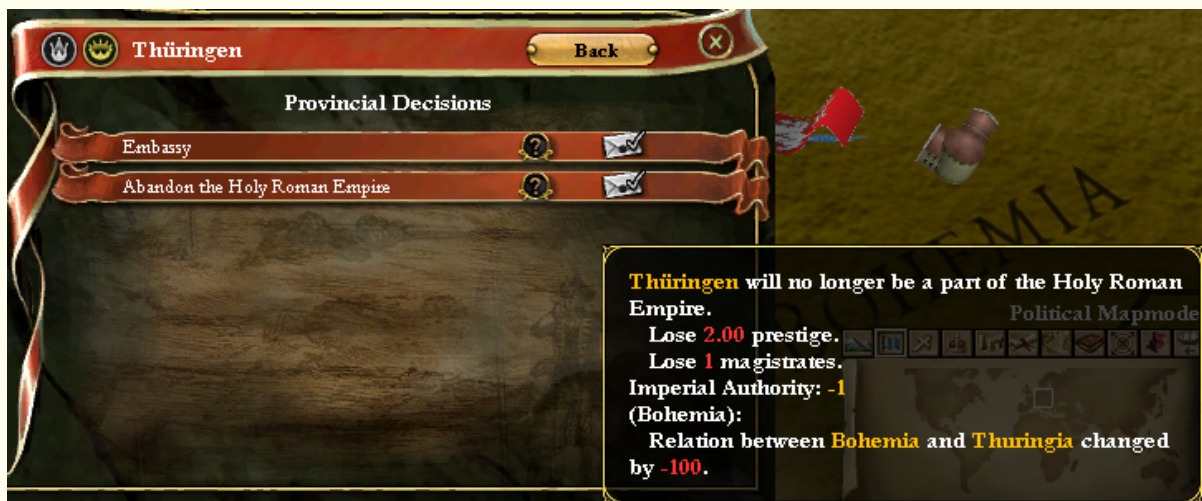 Thüringen
Back
Provincial Decisions
Embassy
Abandon the Holy Roman Empire
BOHEMIA
Thüringen will no longer be a part of the Holy Roman
Empire.
Political Mapmode
Lose 2.00 prestige.
Lose 1 magistrates.
Imperial Authority: -1
(Bohemia):
Relation between Bohemia and Thuringia changed
by -100.